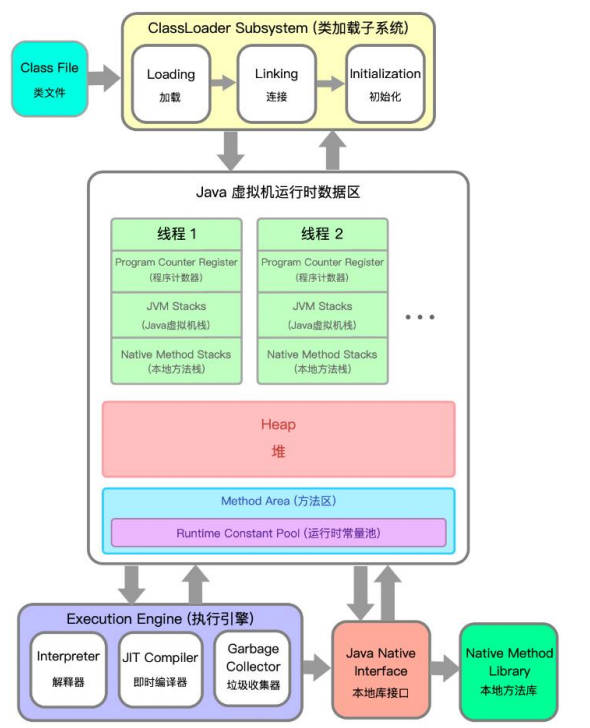 ClassLoader Subsystem (类加载子系统)
Class File
类文件
Loading
加载
Linking
连接
Initialization
初始化
Java 虚拟机运行时数据区
线程 1
Program Counter Register
(程序计数器)
JVM Stacks
(Java虚拟机栈)
Native Method Stacks
(本地方法栈)
线程 2
Program Counter Register
(程序计数器)
JVM Stacks
(Java虚拟机栈)
Native Method Stacks
(本地方法栈)
•••
Heap
堆
Method Area (方法区)
Runtime Constant Pool (运行时常量池)
Execution Engine (执行引擎)
Interpreter
解释器
JIT Compiler
即时编译器
Garbage
Collector
垃圾收集器
Java Native
Interface
本地库接口
Native Method
Library
本地方法库